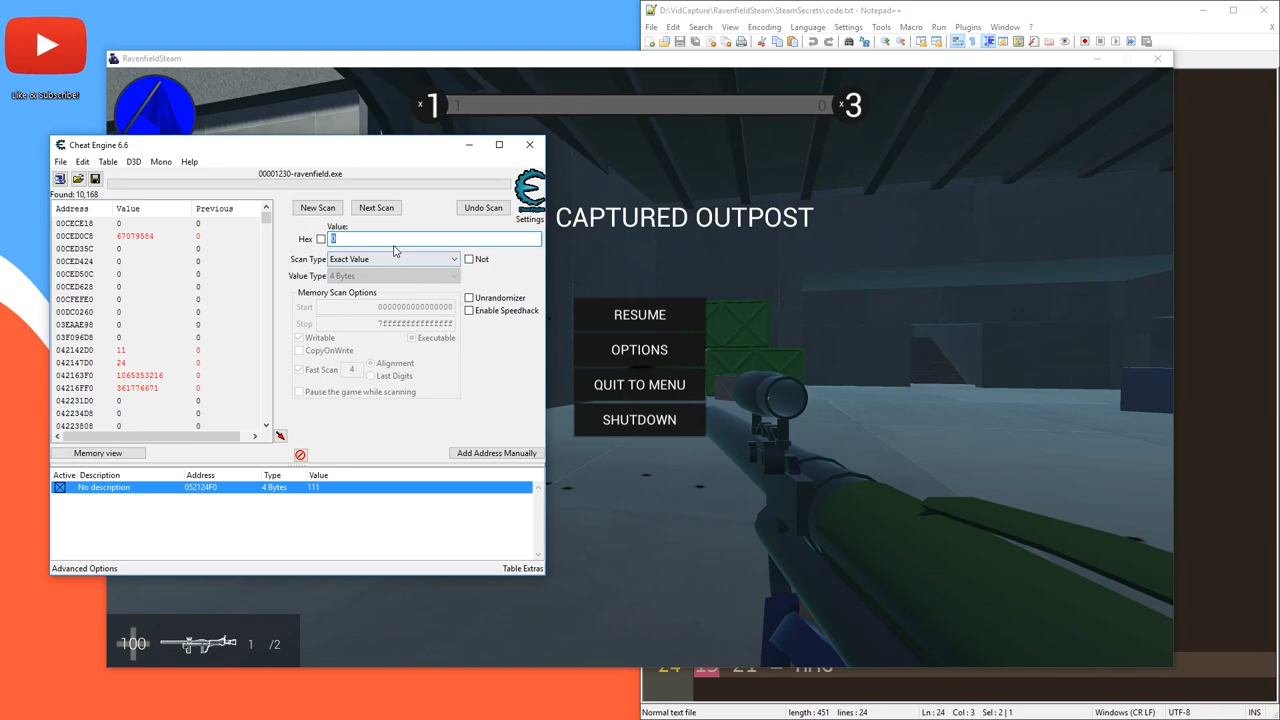 D:\VidCapture\RavenfieldSteam\SteamSecrets\code.txt - Notepad++
File Edit Search View Encoding Language Settings Tools Macro Run Plugins Window ?
Like & Subscribe!
RavenfieldSteam
x1 1 0 x3
CAPTURED OUTPOST
RESUME
OPTIONS
QUIT TO MENU
SHUTDOWN
100 1 /2
Cheat Engine 6.6
File Edit Table D3D Mono Help
00001230-ravenfield.exe
Found: 10,168
Address Value Previous
00CECE18 0 0
00CED0C8 67079584 0
00CED35C 0 0
00CED424 0 0
00CED50C 0 0
00CED628 0 0
00CFEFE0 0 0
00DC0260 0 0
03EAAE98 0 0
03F096D8 0 0
042142D0 11 0
042147D0 24 0
042163F0 1065353216 0
04216FF0 361776671 0
042231D0 0 0
042234D8 0 0
04223808 0 0
New Scan Next Scan Undo Scan
Settings
Value:
Hex 0
Scan Type Exact Value Not
Value Type 4 Bytes
Memory Scan Options
Start 0000000000000000
Stop 7fffffffffffffff
Writable Executable
CopyOnWrite
Fast Scan 4 Alignment
Last Digits
Pause the game while scanning
Unrandomizer
Enable Speedhack
Memory view Add Address Manually
Active Description Address Type Value
No description 052124F0 4 Bytes 111
Advanced Options Table Extras
Normal text file length : 451 lines : 24 Ln : 24 Col : 3 Sel : 2 | 1 Windows (CR LF) UTF-8 INS